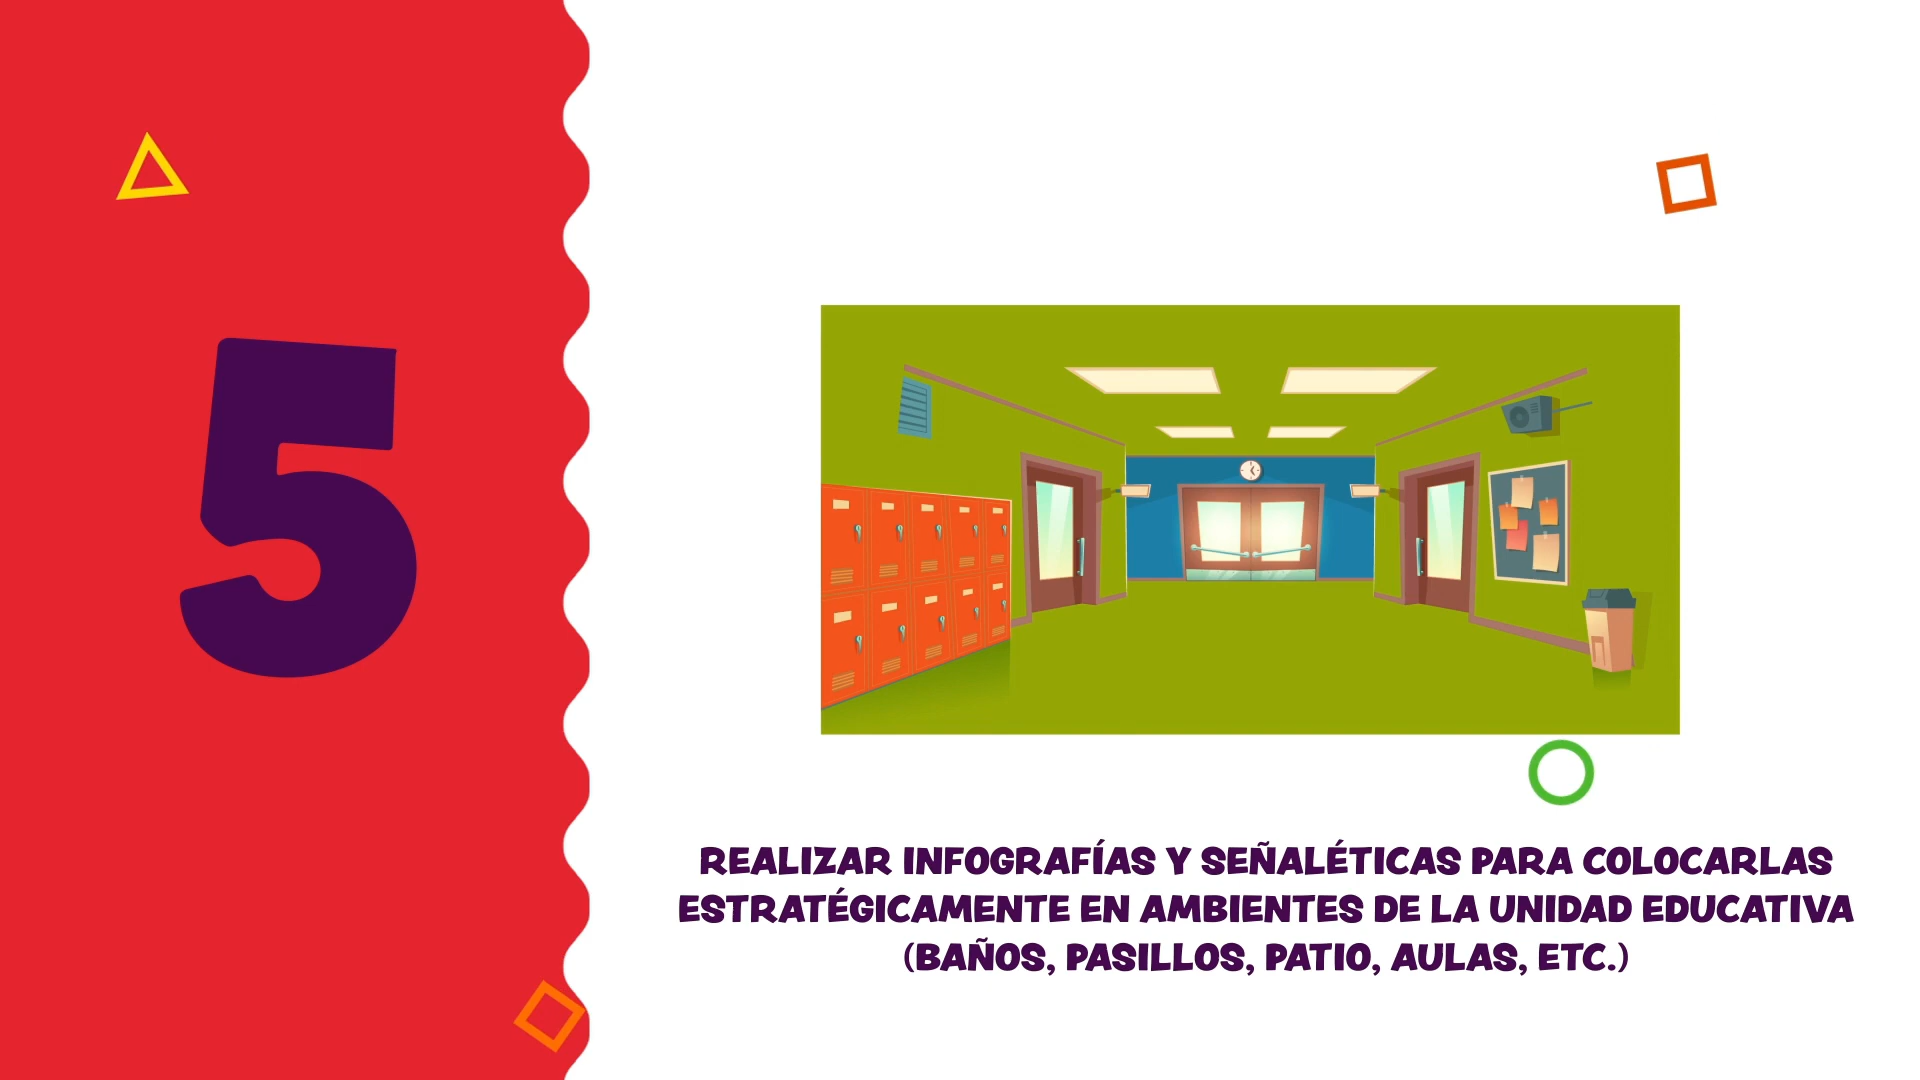 5
REALIZAR INFOGRAFÍAS Y SEÑALÉTICAS PARA COLOCARLAS
ESTRATÉGICAMENTE EN AMBIENTES DE LA UNIDAD EDUCATIVA
(BAÑOS, PASILLOS, PATIO, AULAS, ETC.)